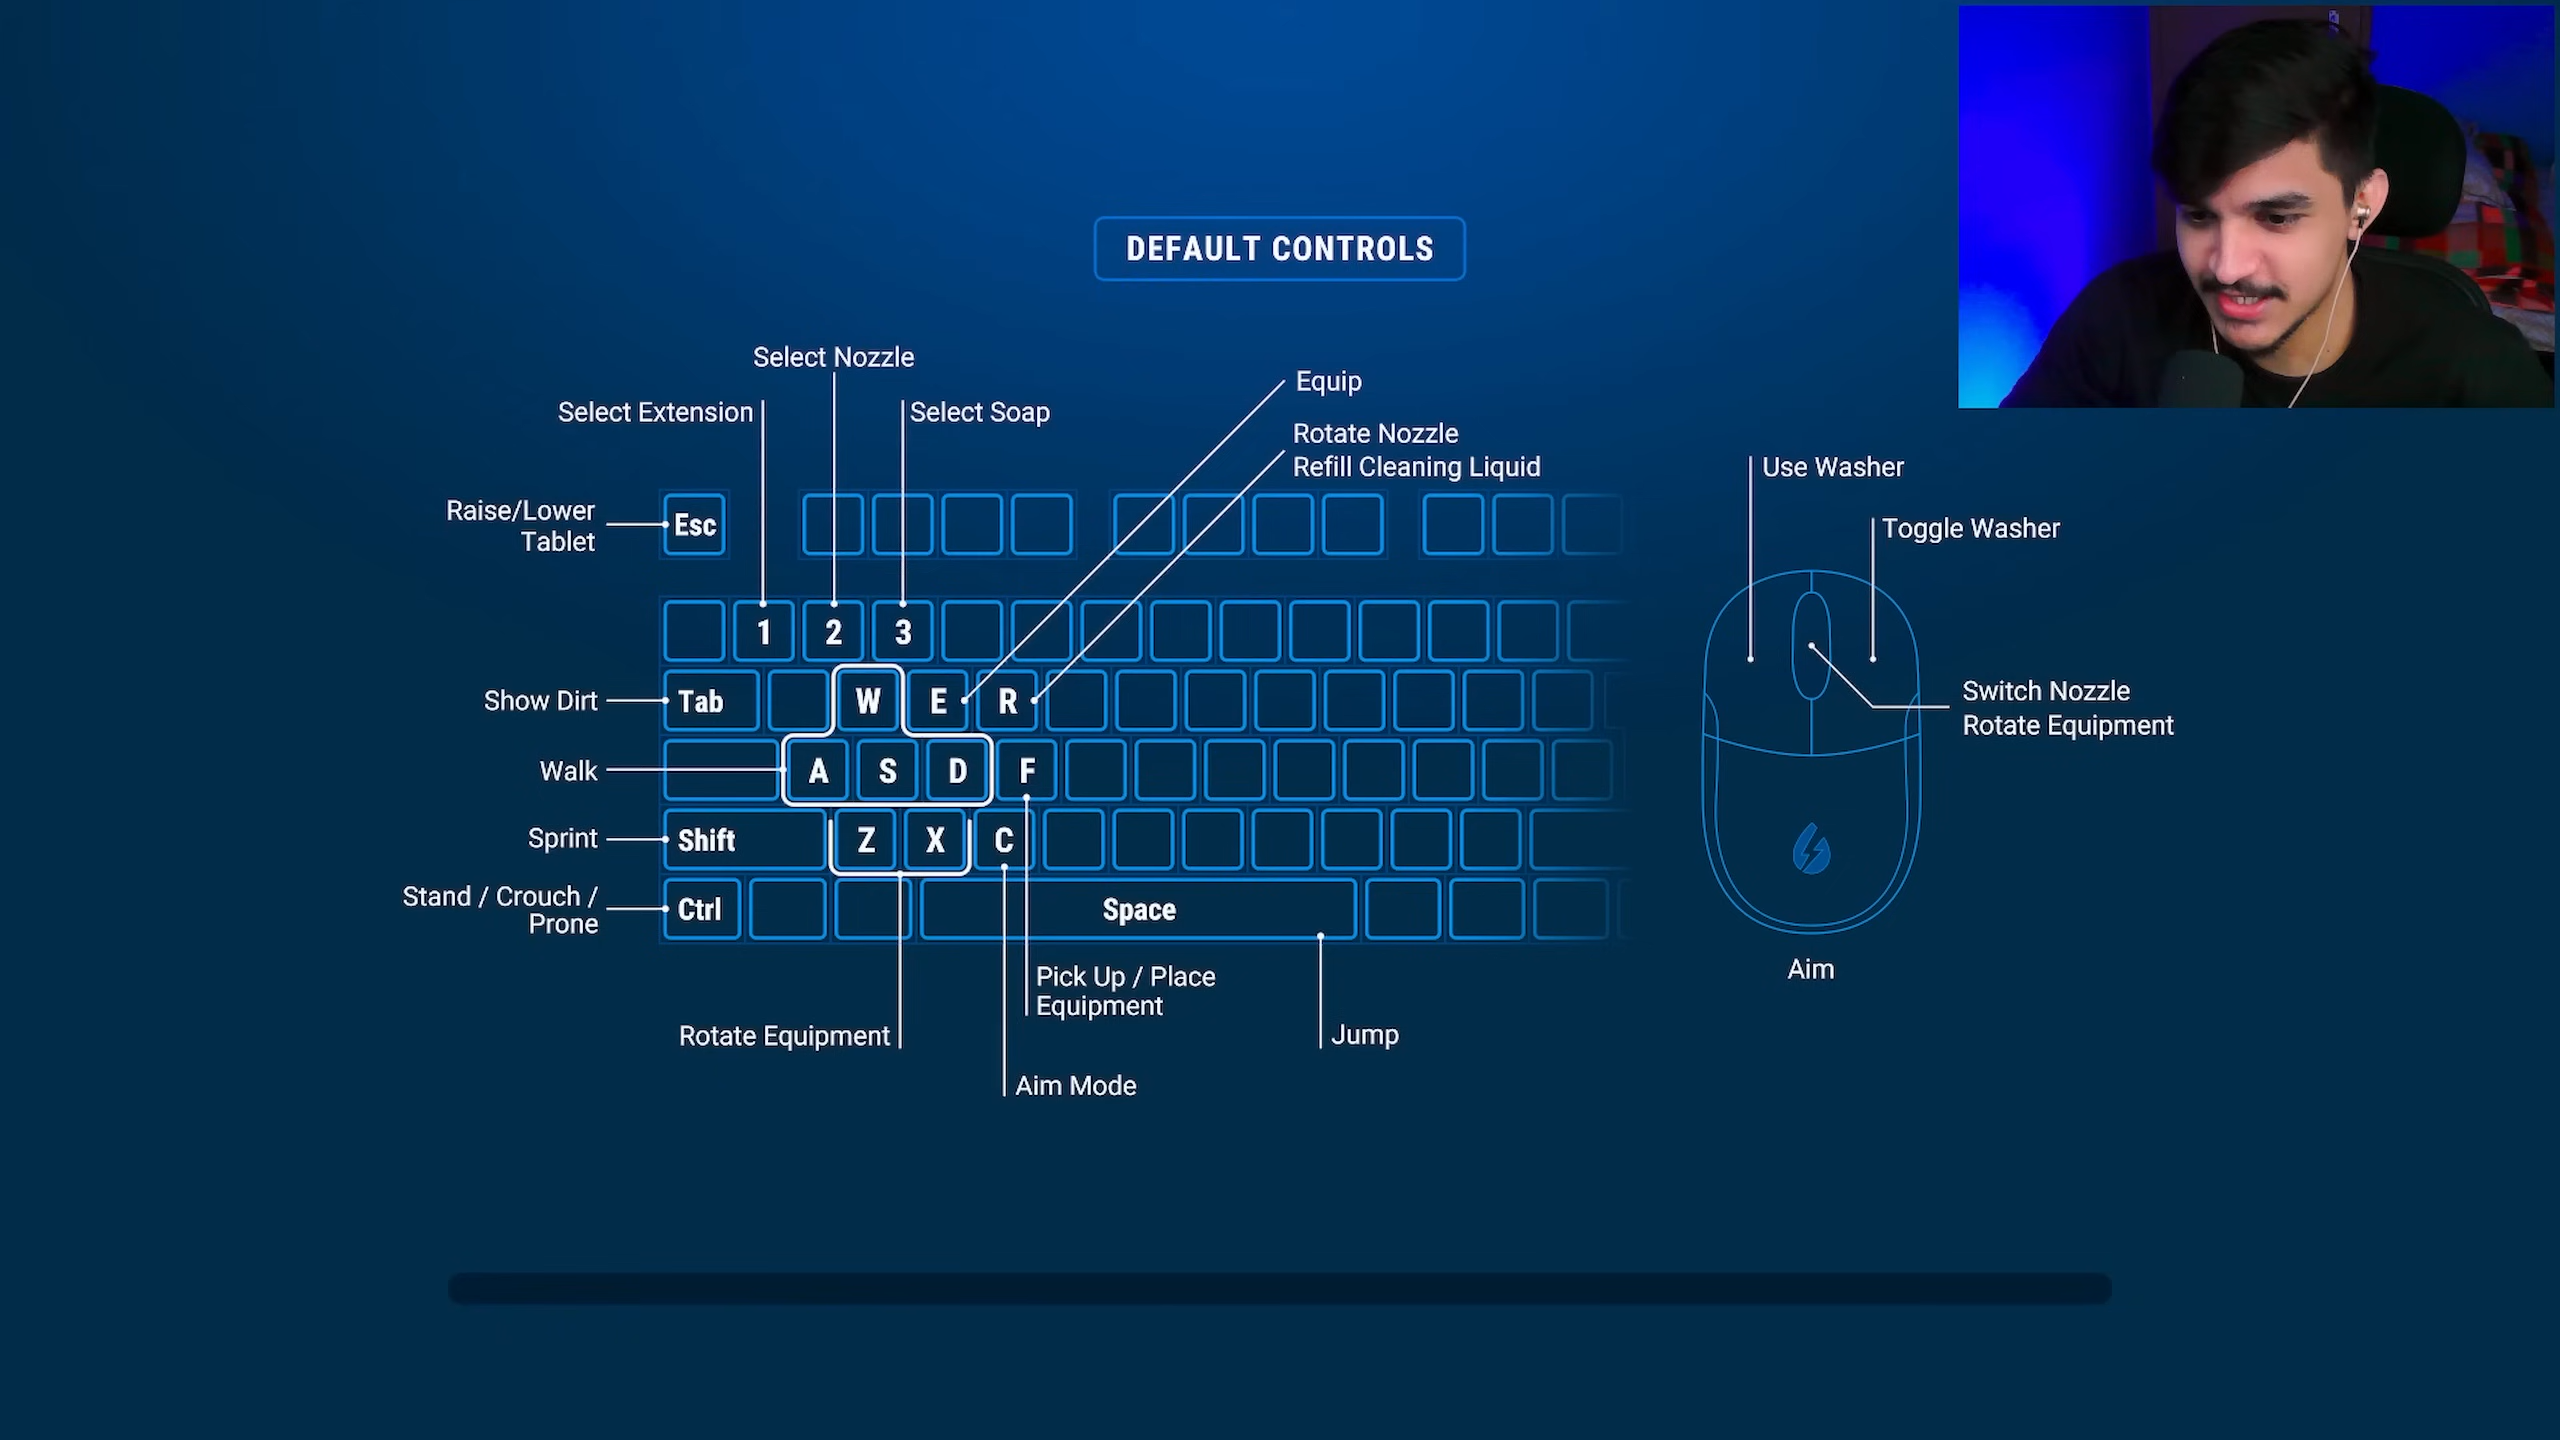 DEFAULT CONTROLS
Select Nozzle
Select Extension
Select Soap
Equip
Rotate Nozzle
Refill Cleaning Liquid
Use Washer
Toggle Washer
Raise/Lower
Tablet
Esc
1 2 3
Show Dirt
Tab W E R
Switch Nozzle
Rotate Equipment
Walk
A S D F
Sprint
Shift Z X C
Stand / Crouch /
Prone
Ctrl Space
Aim
Pick Up / Place
Equipment
Rotate Equipment
Jump
Aim Mode